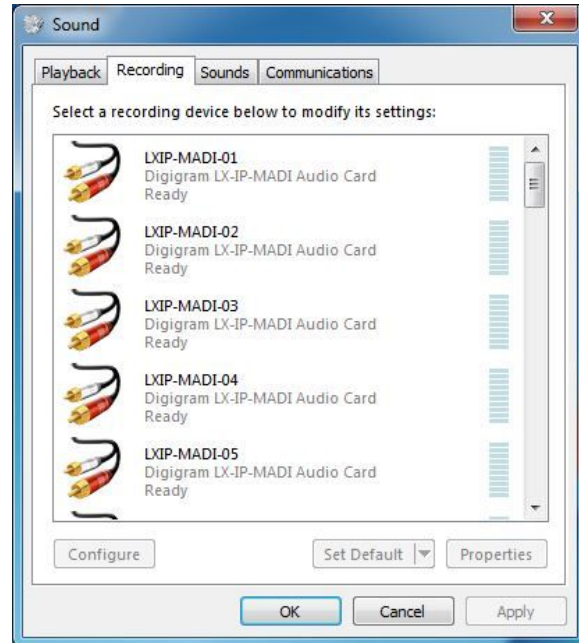 Sound
Playback Recording Sounds Communications
Select a recording device below to modify its settings:
LXIP-MADI-01
Digigram LX-IP-MADI Audio Card
Ready
LXIP-MADI-02
Digigram LX-IP-MADI Audio Card
Ready
LXIP-MADI-03
Digigram LX-IP-MADI Audio Card
Ready
LXIP-MADI-04
Digigram LX-IP-MADI Audio Card
Ready
LXIP-MADI-05
Digigram LX-IP-MADI Audio Card
Ready
Configure Set Default Properties
OK Cancel Apply